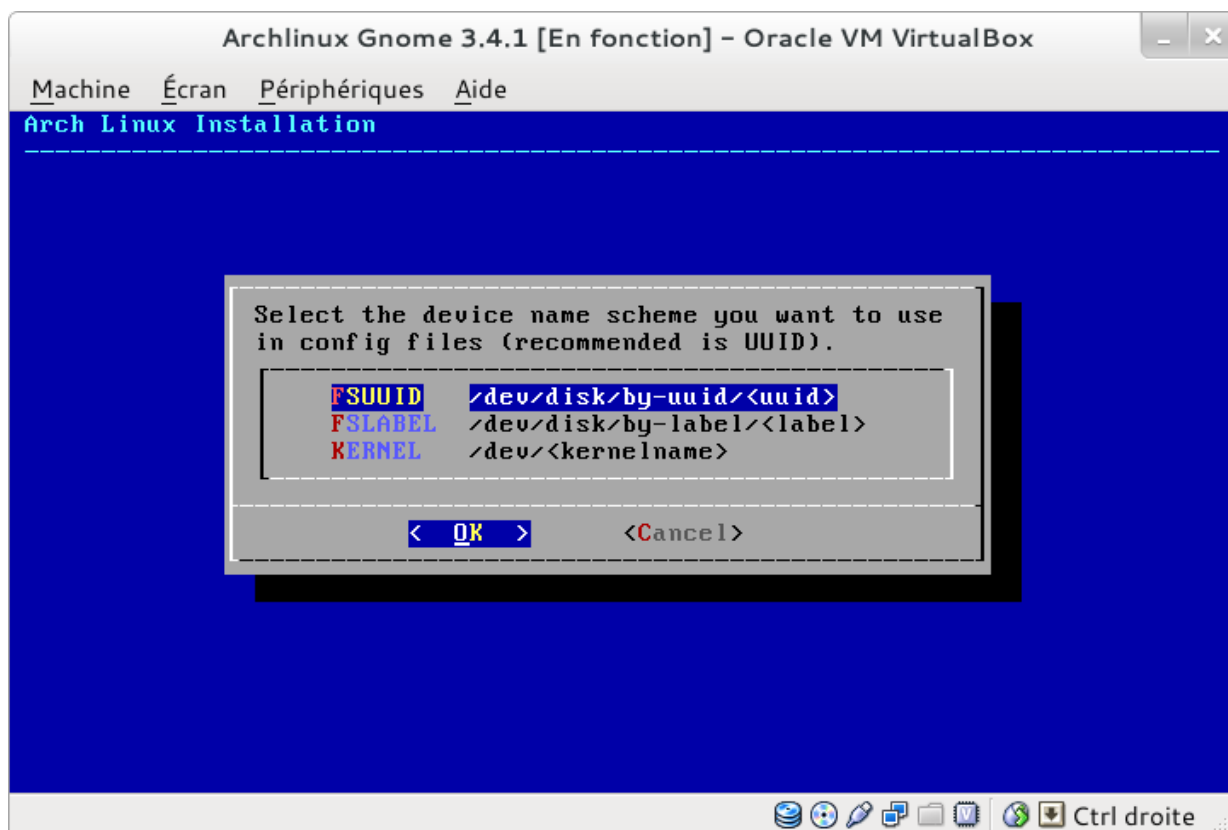 Archlinux Gnome 3.4.1 [En fonction] - Oracle VM VirtualBox
Machine Écran Périphériques Aide
Arch Linux Installation
Select the device name scheme you want to use
in config files (recommended is UUID).
FSUUID /dev/disk/by-uuid/<uuid>
FSLABEL /dev/disk/by-label/<label>
KERNEL /dev/<kernelname>
< OK > <Cancel>
Ctrl droite